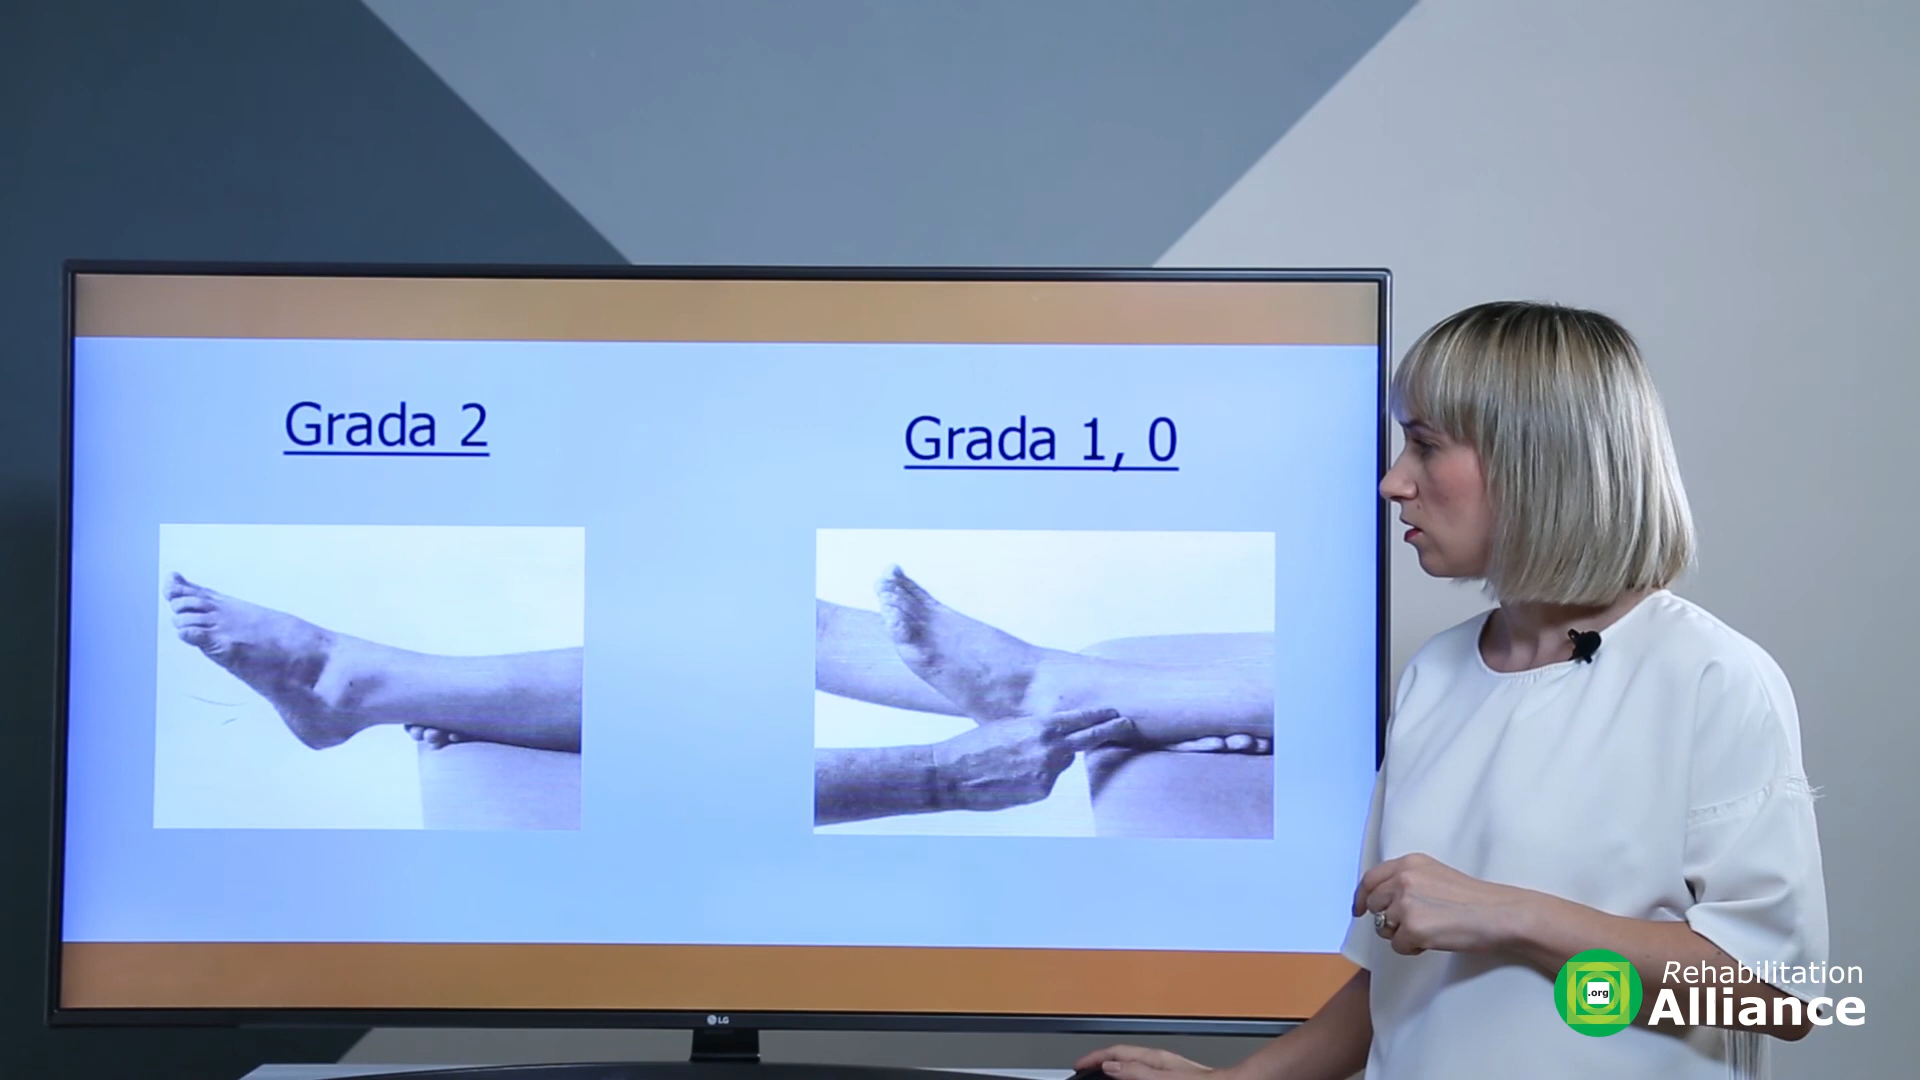 Grada 2
Grada 1, 0
LG
.org
Rehabilitation
Alliance